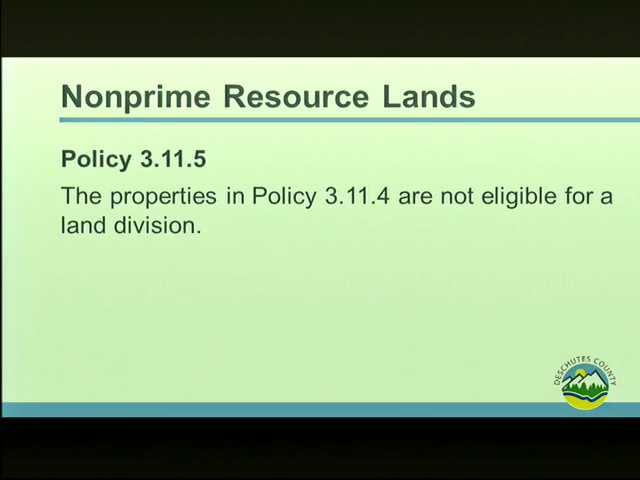 Nonprime Resource Lands
Policy 3.11.5
The properties in Policy 3.11.4 are not eligible for a
land division.
DESCHUTES COUNTY